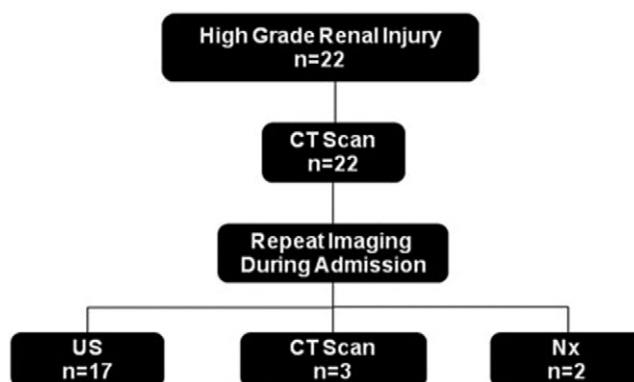 High Grade Renal Injury
n=22
CT Scan
n=22
Repeat Imaging
During Admission
US
n=17
CT Scan
n=3
Nx
n=2